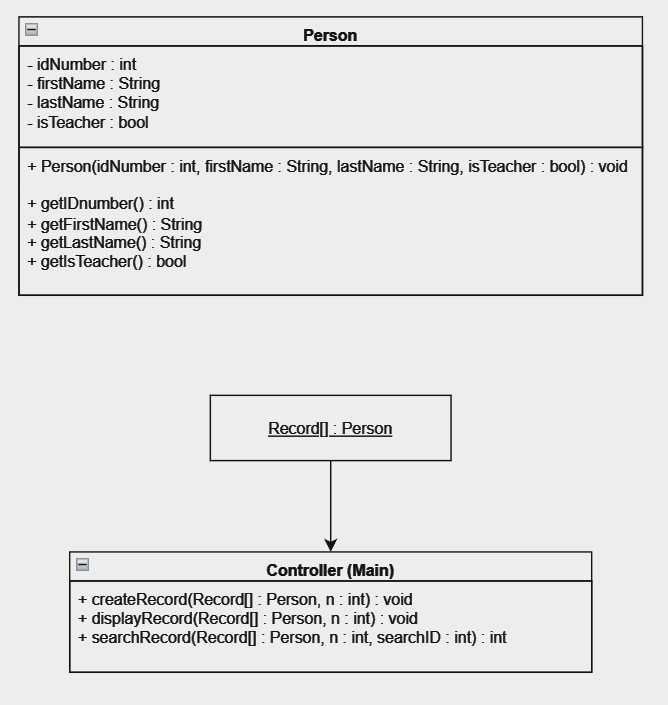 Person
- idNumber : int
- firstName : String
- lastName : String
- isTeacher : bool
+ Person(idNumber : int, firstName : String, lastName : String, isTeacher : bool) : void
+ getIDnumber() : int
+ getFirstName() : String
+ getLastName() : String
+ getIsTeacher() : bool
Record[] : Person
Controller (Main)
+ createRecord(Record[] : Person, n : int) : void
+ displayRecord(Record[] : Person, n : int) : void
+ searchRecord(Record[] : Person, n : int, searchID : int) : int